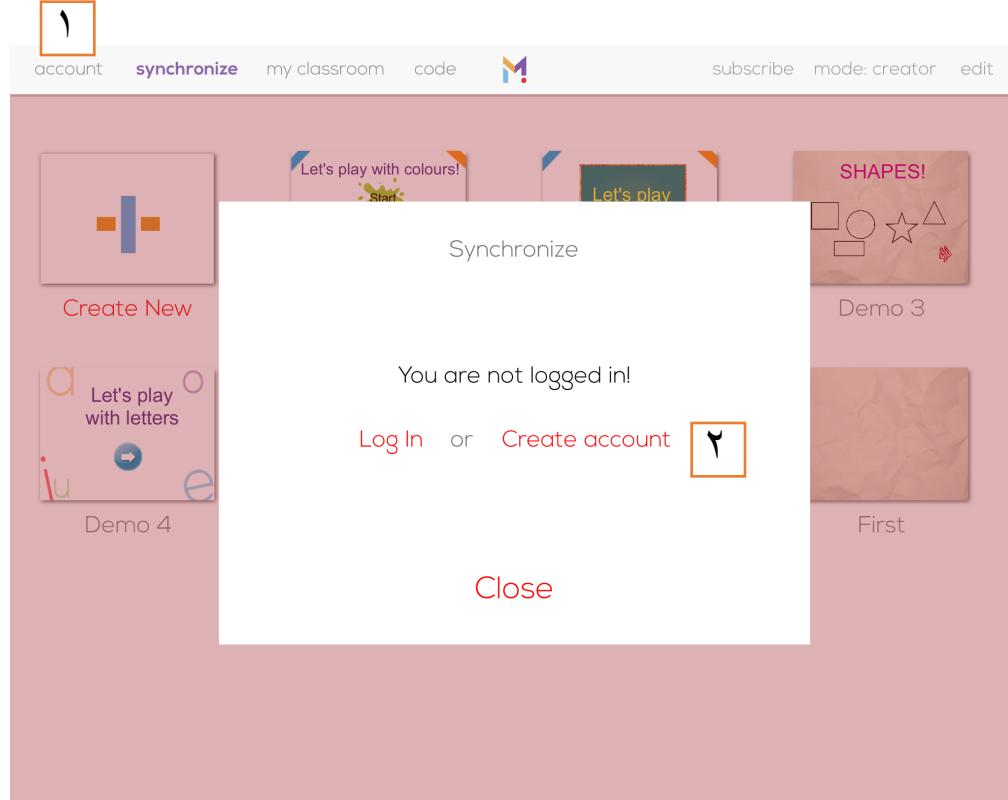 ١
account synchronize my classroom code M subscribe mode: creator edit
Let's play with colours!
Start
Let's play
SHAPES!
Create New
Demo 3
Synchronize
You are not logged in!
Log In or Create account
٢
Close
a o
Let's play
with letters
i u e
Demo 4
First